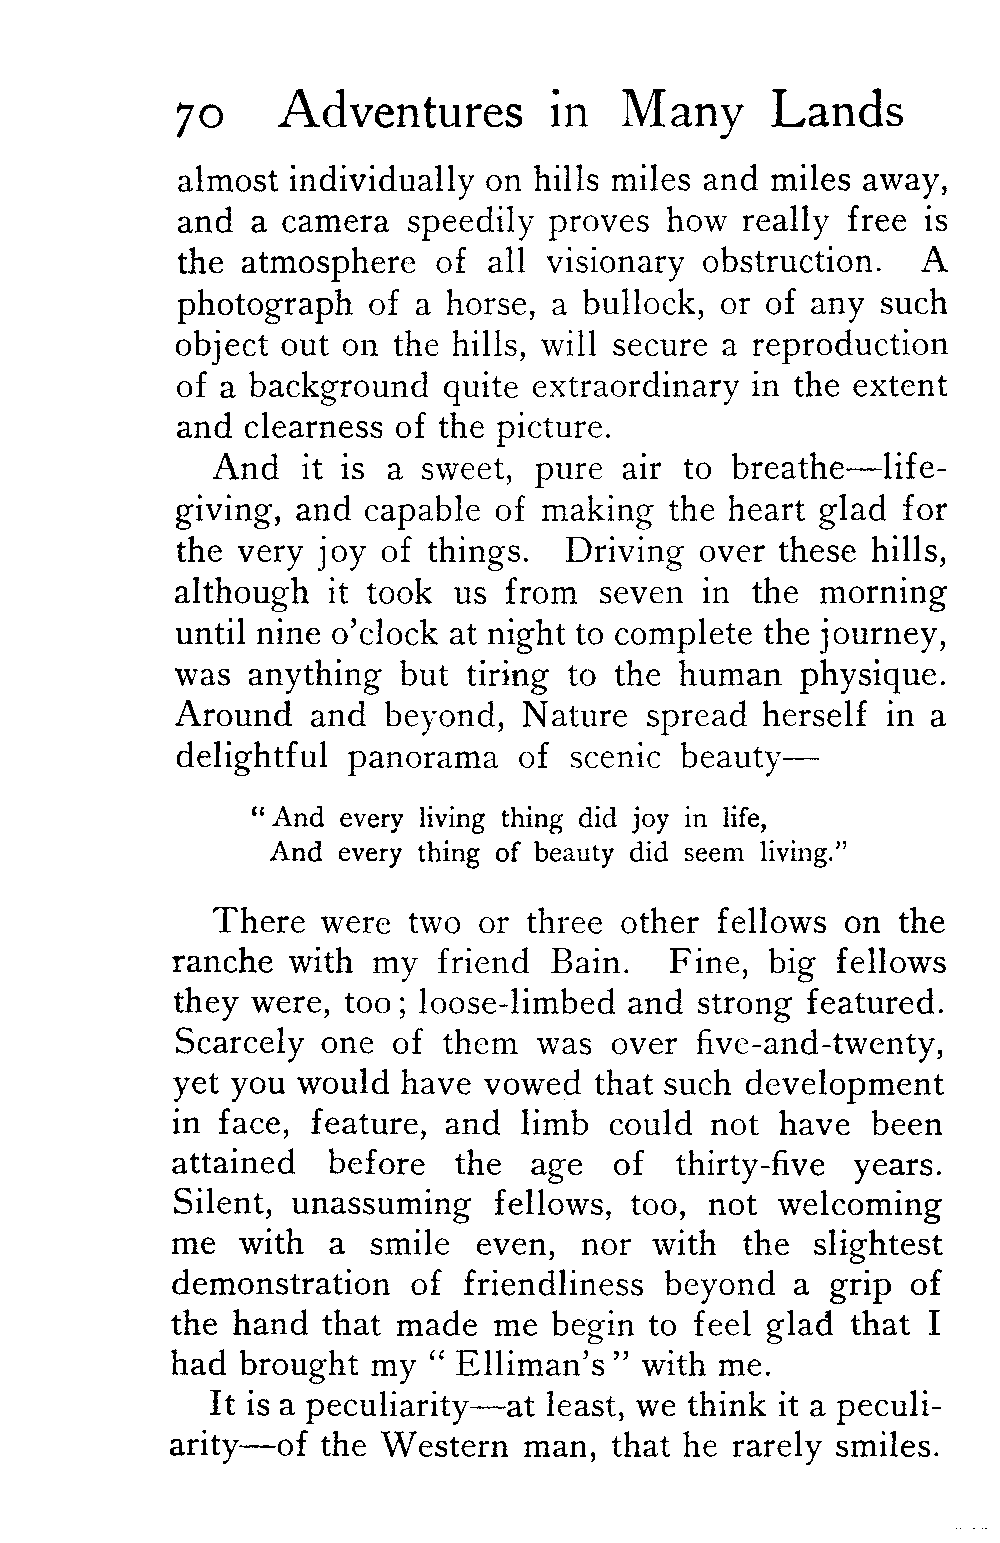 70 Adventures in Many Lands
almost individually on hills miles and miles away,
and a camera speedily proves how really free is
the atmosphere of all visionary obstruction. A
photograph of a horse, a bullock, or of any such
object out on the hills, will secure a reproduction
of a background quite extraordinary in the extent
and clearness of the picture.
And it is a sweet, pure air to breathe—life-
giving, and capable of making the heart glad for
the very joy of things. Driving over these hills,
although it took us from seven in the morning
until nine o'clock at night to complete the journey,
was anything but tiring to the human physique.
Around and beyond, Nature spread herself in a
delightful panorama of scenic beauty—
“And every living thing did joy in life,
And every thing of beauty did seem living.”
There were two or three other fellows on the
ranche with my friend Bain. Fine, big fellows
they were, too; loose-limbed and strong featured.
Scarcely one of them was over five-and-twenty,
yet you would have vowed that such development
in face, feature, and limb could not have been
attained before the age of thirty-five years.
Silent, unassuming fellows, too, not welcoming
me with a smile even, nor with the slightest
demonstration of friendliness beyond a grip of
the hand that made me begin to feel glad that I
had brought my “Elliman's” with me.
It is a peculiarity—at least, we think it a peculi-
arity—of the Western man, that he rarely smiles.